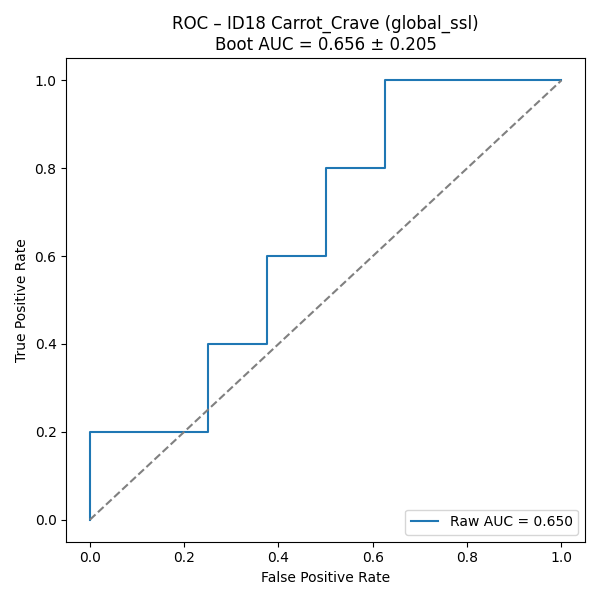 ROC – ID18 Carrot_Crave (global_ssl)
Boot AUC = 0.656 ± 0.205
True Positive Rate
1.0
0.8
0.6
0.4
0.2
0.0
0.0 0.2 0.4 0.6 0.8 1.0
False Positive Rate
Raw AUC = 0.650